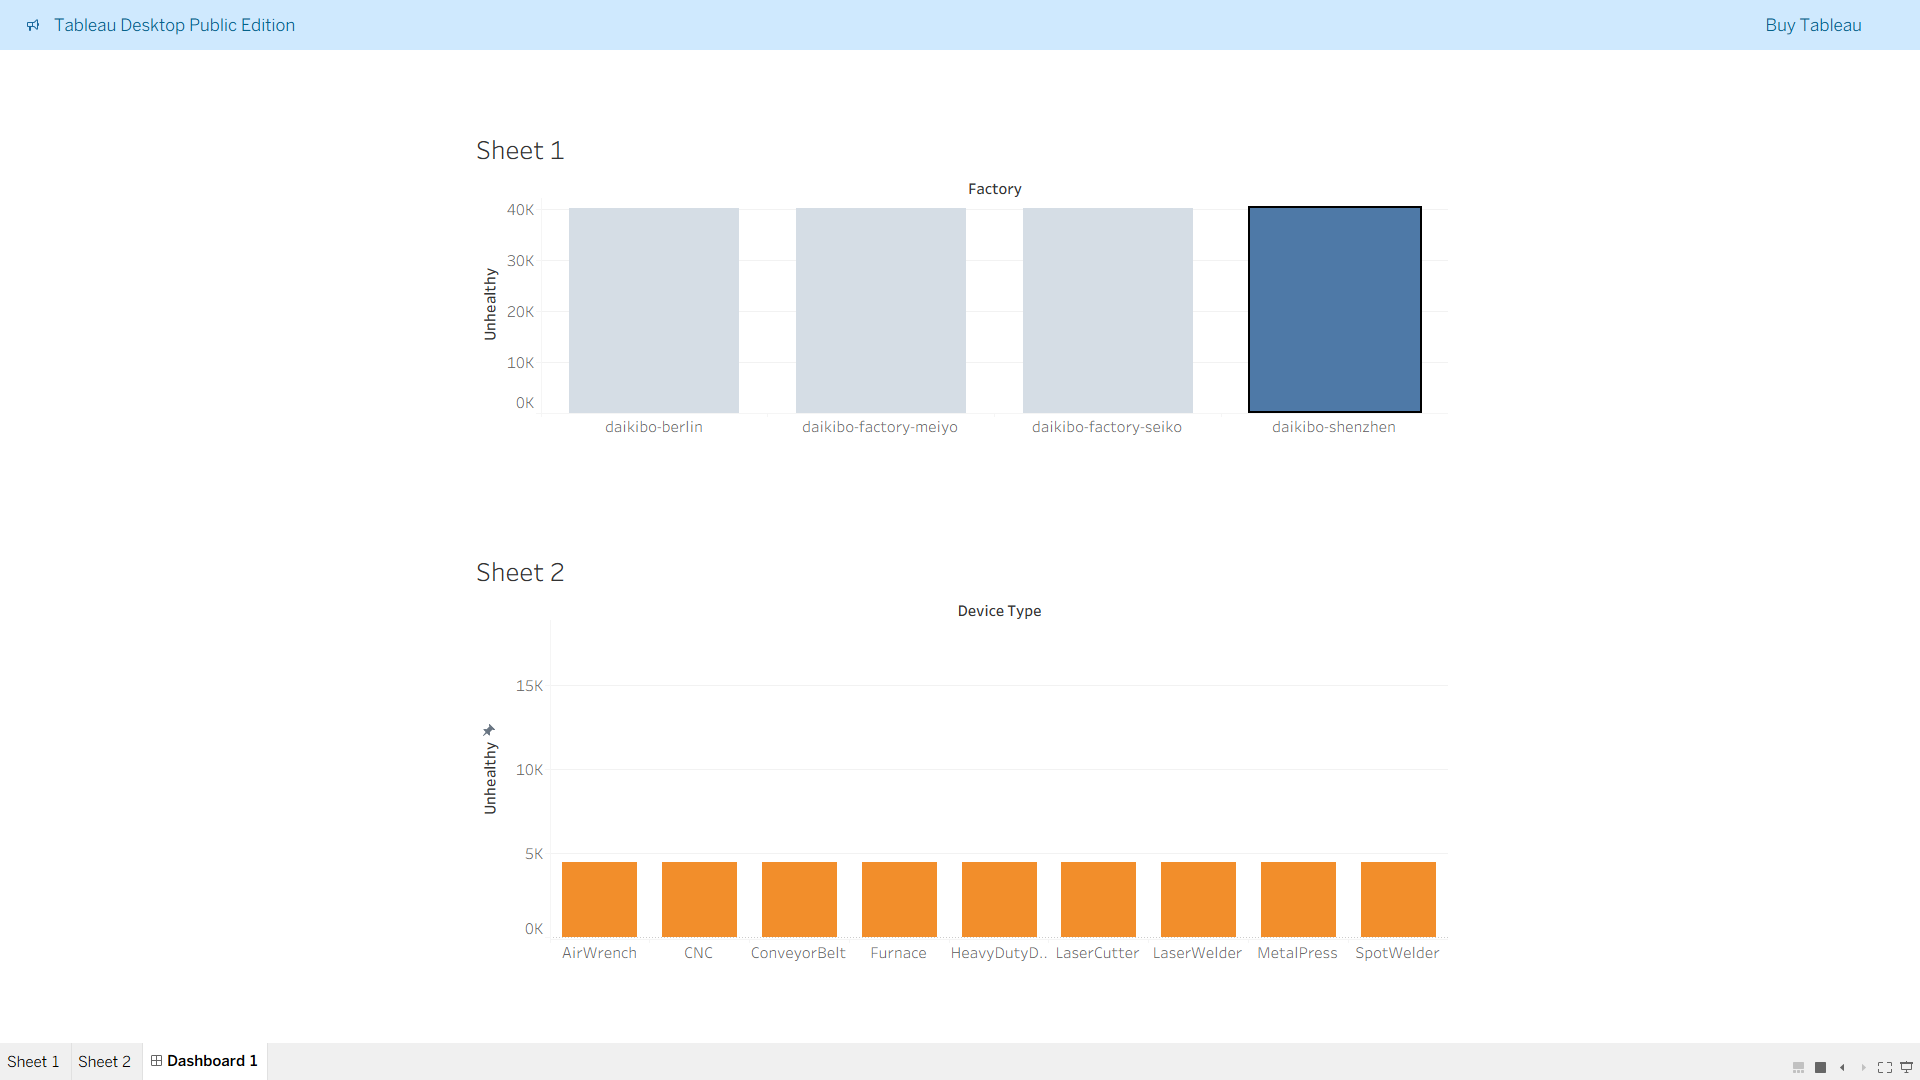 Tableau Desktop Public Edition
Buy Tableau
Sheet 1
Factory
Unhealthy
40K
30K
20K
10K
0K
daikibo-berlin
daikibo-factory-meiyo
daikibo-factory-seiko
daikibo-shenzhen
Sheet 2
Device Type
Unhealthy
15K
10K
5K
0K
AirWrench
CNC
ConveyorBelt
Furnace
HeavyDutyD..
LaserCutter
LaserWelder
MetalPress
SpotWelder
Sheet 1
Sheet 2
Dashboard 1